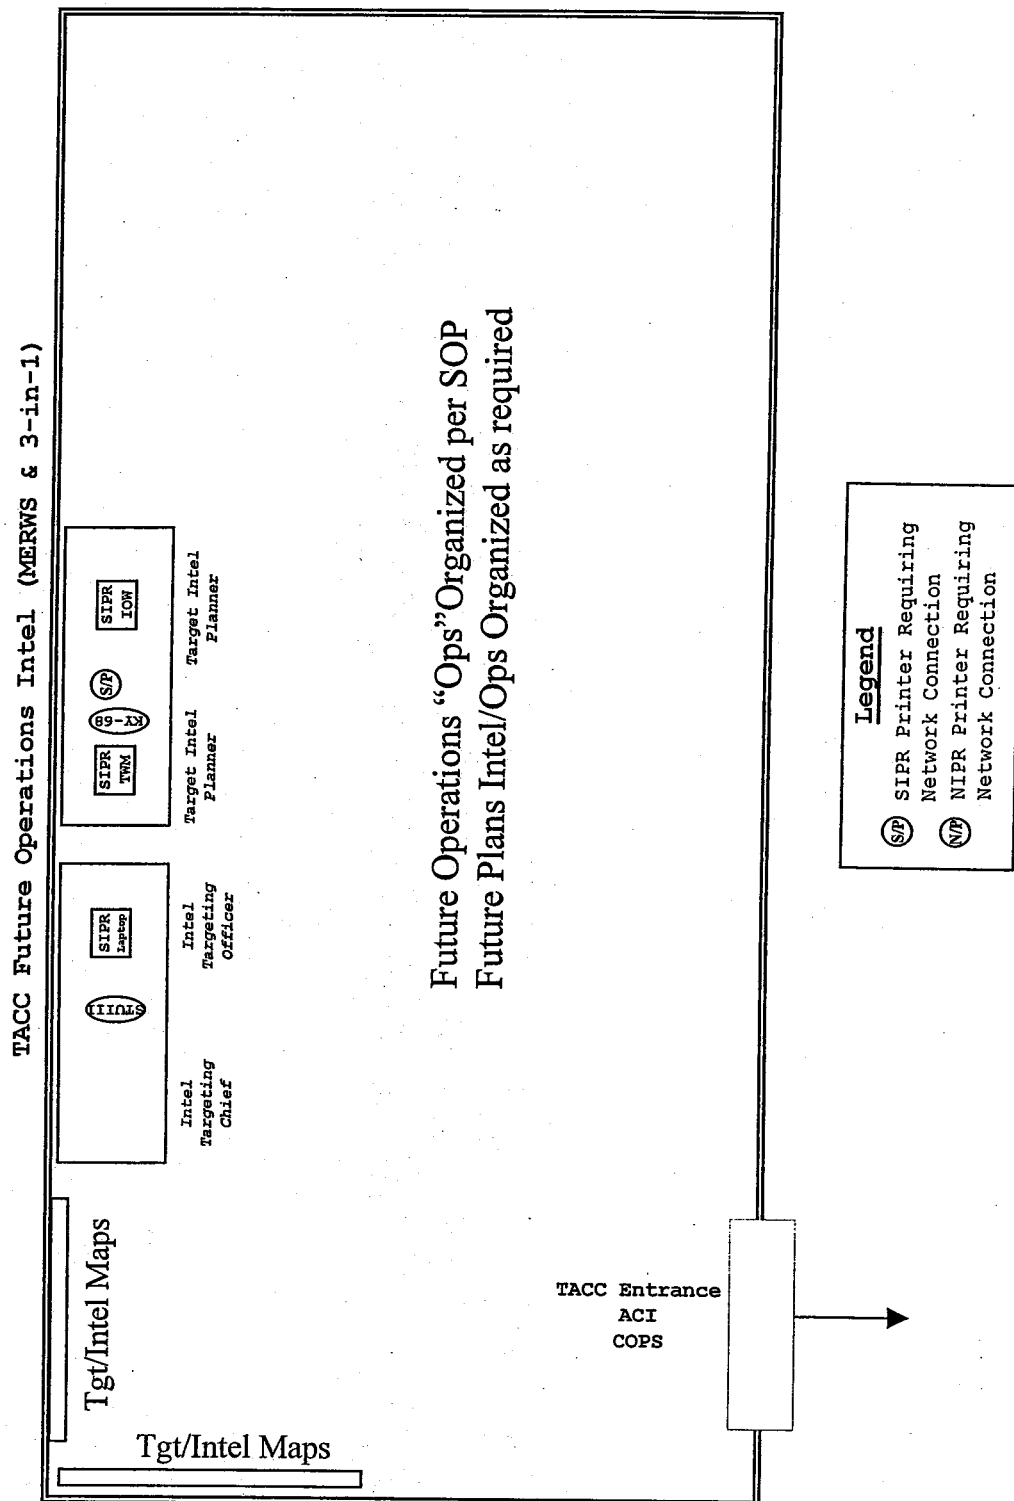 TACC Future Operations Intel (MERWS & 3-in-1)
Tgt/Intel Maps
Tgt/Intel Maps
STUIII
SIPR
Laptop
Intel
Targeting
Chief
Intel
Targeting
Officer
SIPR
TWM
KY-68
S/P
SIPR
IOW
Target Intel
Planner
Target Intel
Planner
Future Operations “Ops”Organized per SOP
Future Plans Intel/Ops Organized as required
TACC Entrance
ACI
COPS
Legend
S/P SIPR Printer Requiring
Network Connection
N/P NIPR Printer Requiring
Network Connection